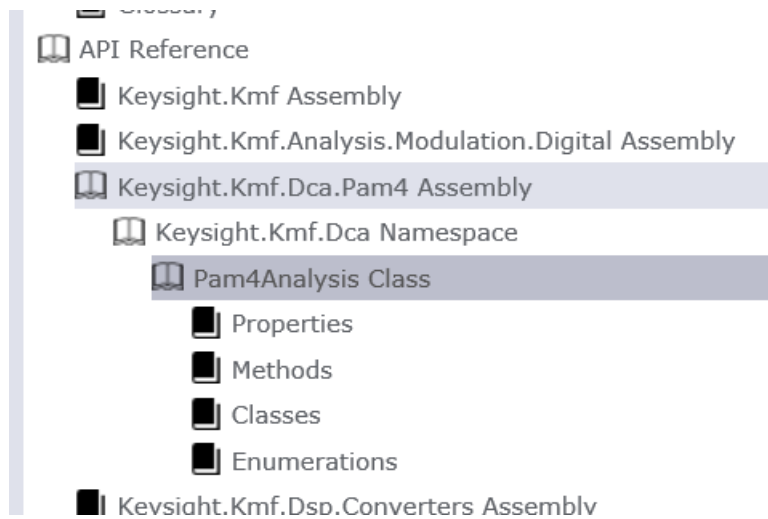 Glossary
API Reference
Keysight.Kmf Assembly
Keysight.Kmf.Analysis.Modulation.Digital Assembly
Keysight.Kmf.Dca.Pam4 Assembly
Keysight.Kmf.Dca Namespace
Pam4Analysis Class
Properties
Methods
Classes
Enumerations
Keysight.Kmf.Dsp.Converters Assembly